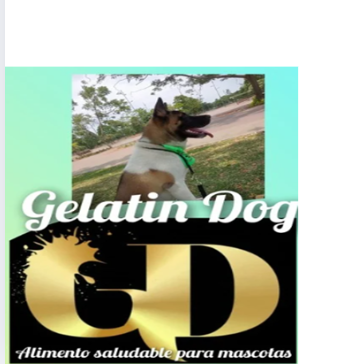 Gelatin Dog
GD
Alimento saludable para mascotas